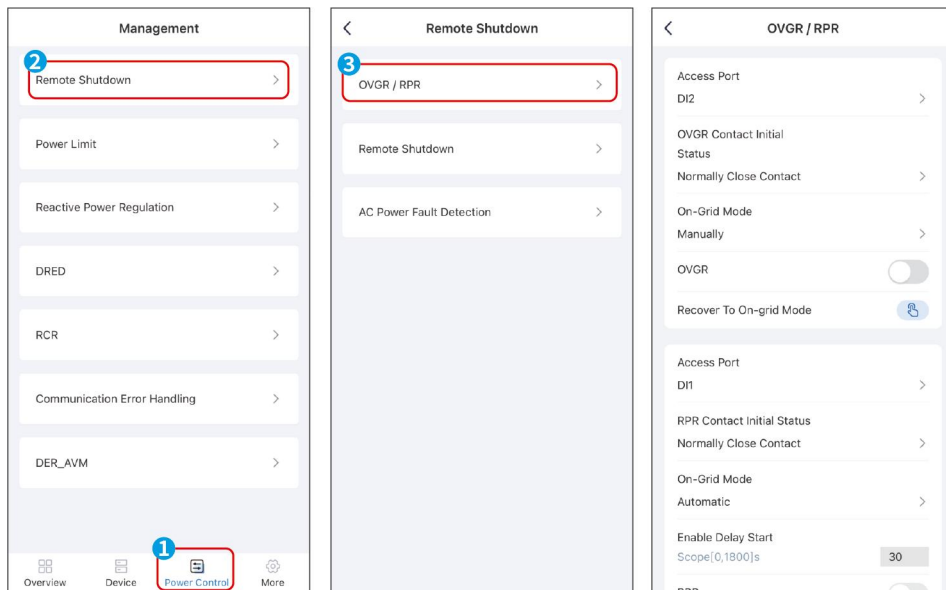 Management
2
Remote Shutdown
Power Limit
Reactive Power Regulation
DRED
RCR
Communication Error Handling
DER_AVM
1
Overview
Device
Power Control
More
Remote Shutdown
3
OVGR / RPR
Remote Shutdown
AC Power Fault Detection
OVGR / RPR
Access Port
DI2
OVGR Contact Initial
Status
Normally Close Contact
On-Grid Mode
Manually
OVGR
Recover To On-grid Mode
Access Port
DI1
RPR Contact Initial Status
Normally Close Contact
On-Grid Mode
Automatic
Enable Delay Start
Scope[0,1800]s
30
RPR